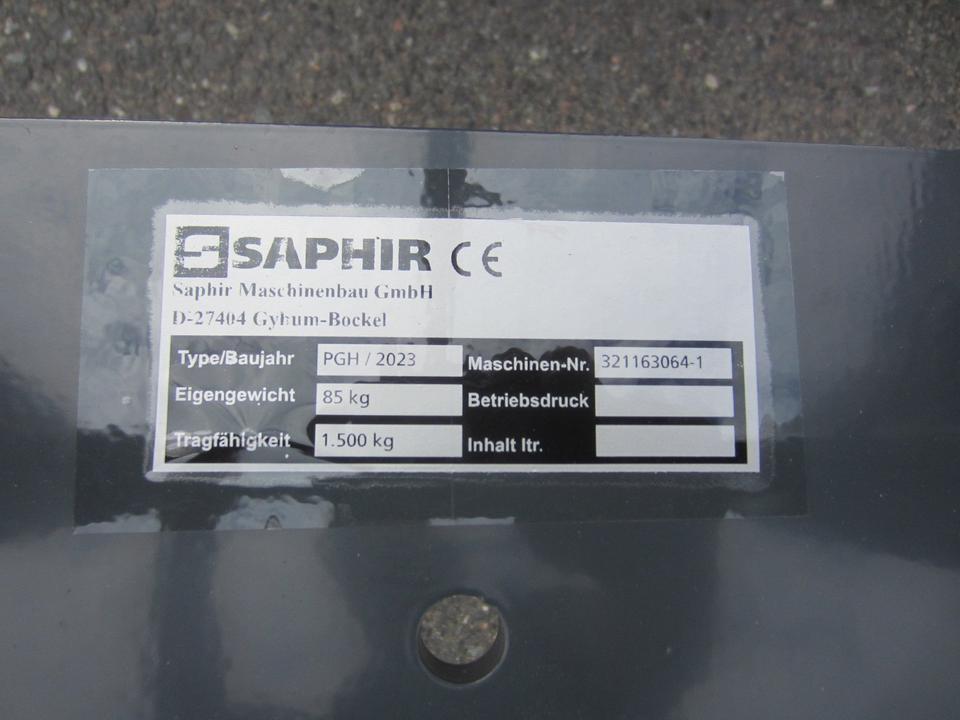 SAPHIR CE
Saphir Maschinenbau GmbH
D-27404 Gyhum-Bockel
Type/Baujahr PGH / 2023 Maschinen-Nr. 321163064-1
Eigengewicht 85 kg Betriebsdruck
Tragfähigkeit 1.500 kg Inhalt ltr.